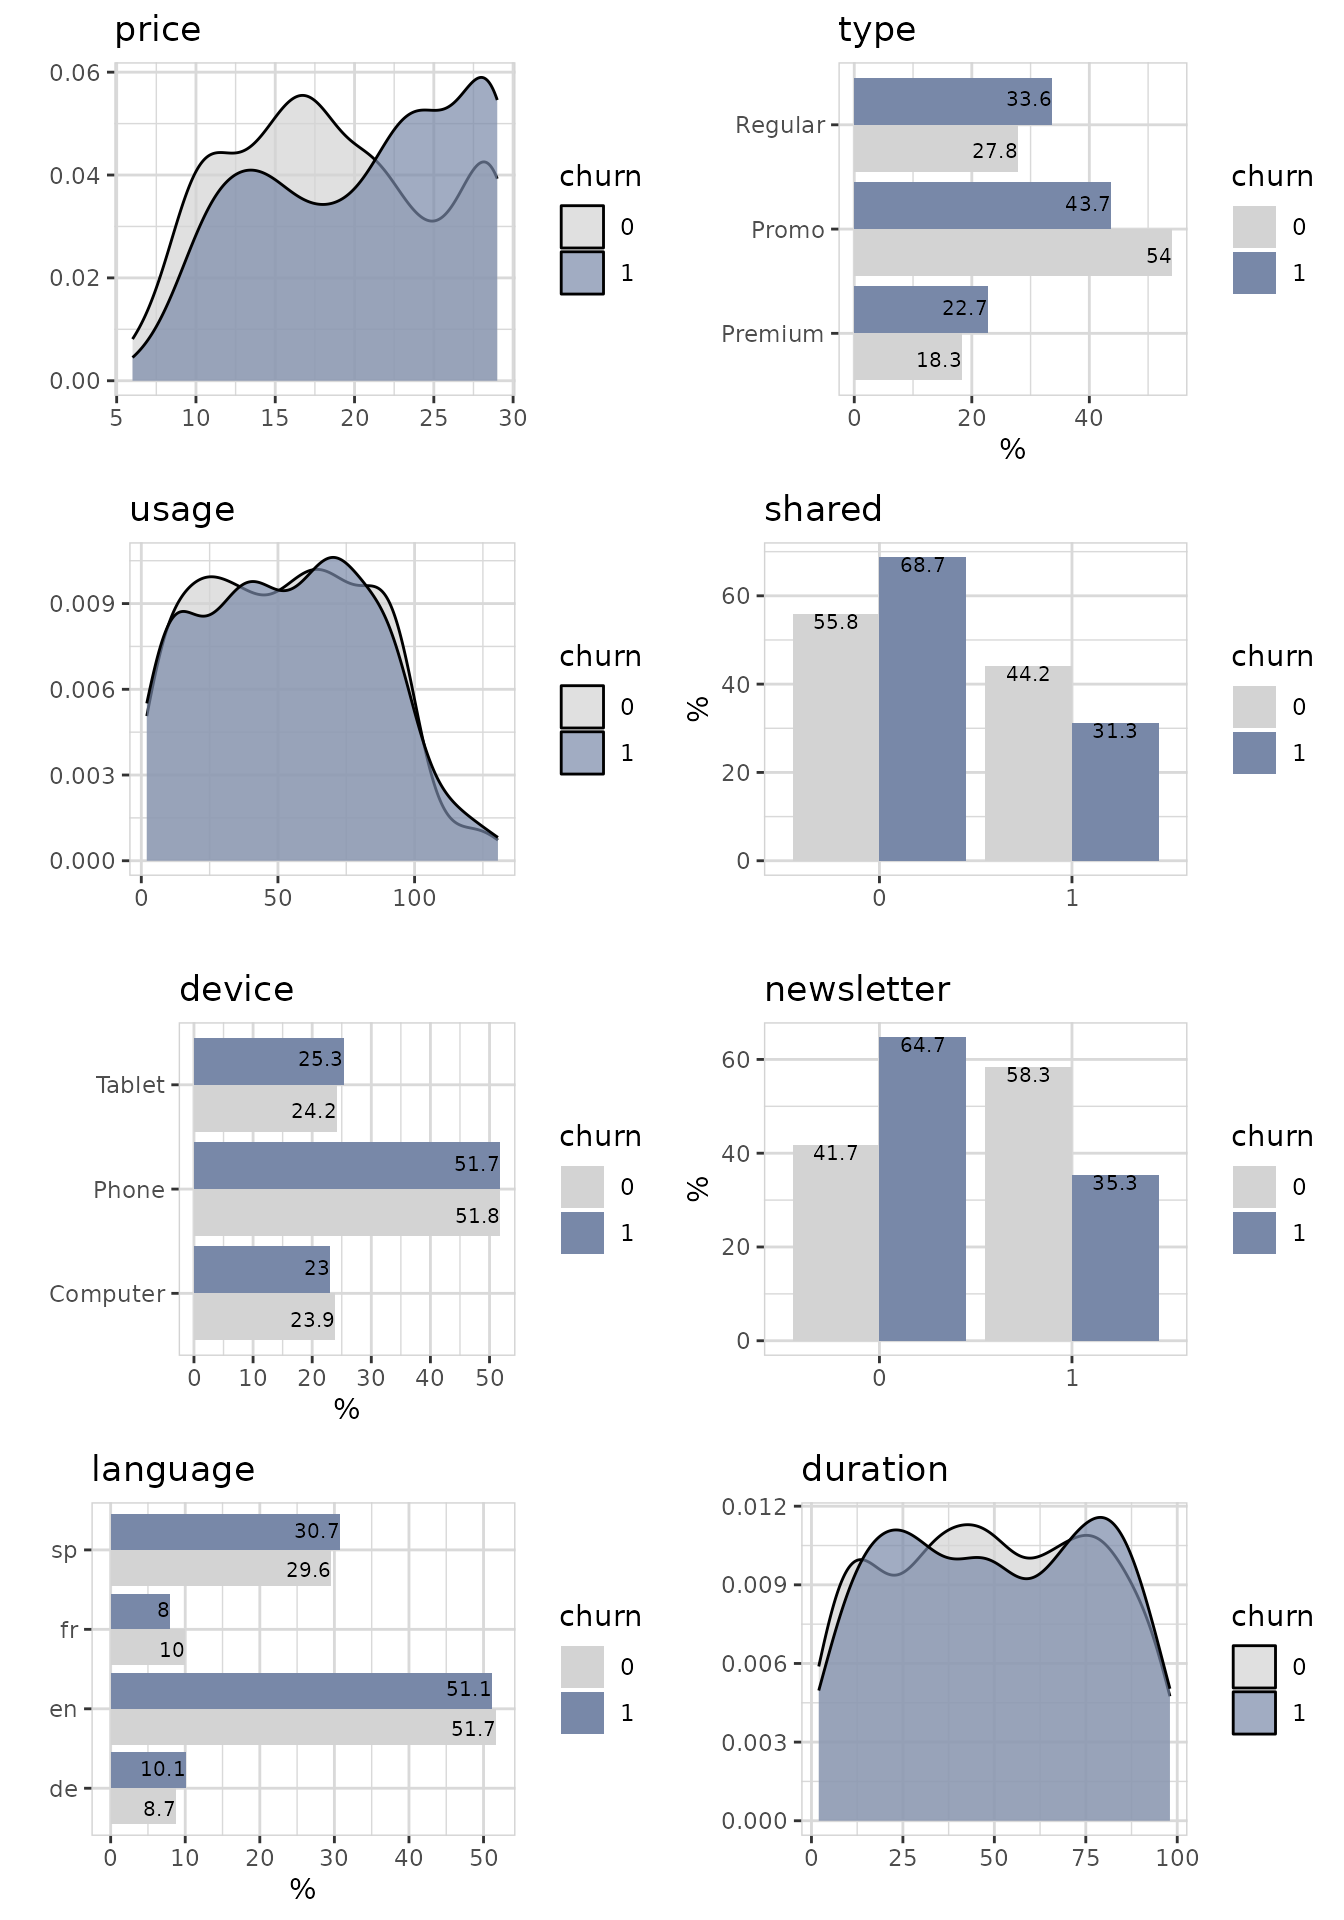 price
0.06
0.04
0.02
0.00
5 10 15 20 25 30
churn
0
1
type
Regular
Promo
Premium
33.6
27.8
43.7
54
22.7
18.3
0 20 40
%
churn
0
1
usage
0.009
0.006
0.003
0.000
0 50 100
churn
0
1
shared
%
60
40
20
0
55.8 68.7 44.2 31.3
0 1
churn
0
1
device
Tablet
Phone
Computer
25.3
24.2
51.7
51.8
23
23.9
0 10 20 30 40 50
%
churn
0
1
newsletter
%
60
40
20
0
41.7 64.7 58.3 35.3
0 1
churn
0
1
language
sp
fr
en
de
30.7
29.6
8
10
51.1
51.7
10.1
8.7
0 10 20 30 40 50
%
churn
0
1
duration
0.012
0.009
0.006
0.003
0.000
0 25 50 75 100
churn
0
1